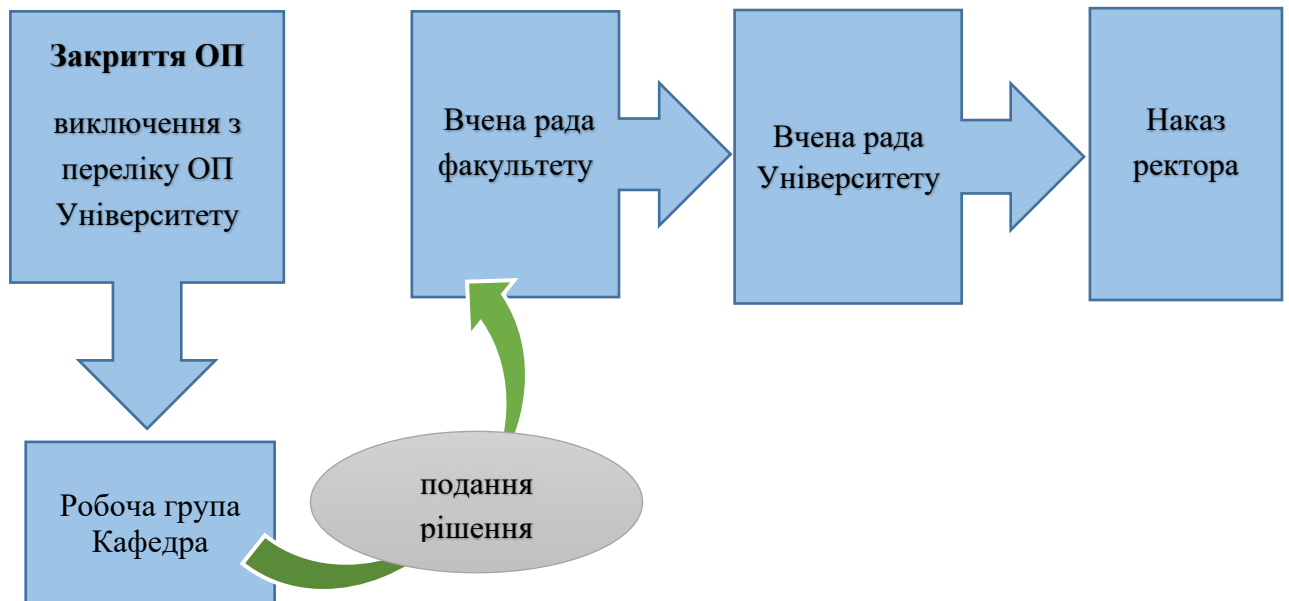 Закриття ОП
виключення з
переліку ОП
Університету
Робоча група
Кафедра
подання
рішення
Вчена рада
факультету
Вчена рада
Університету
Наказ
ректора